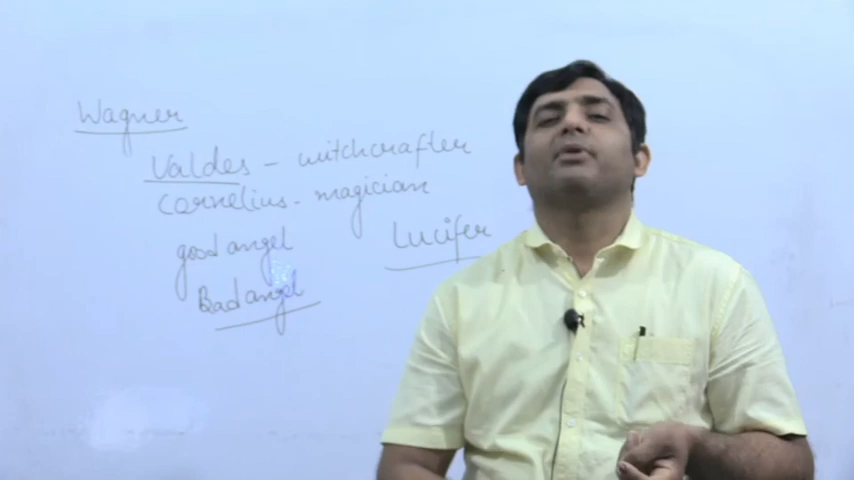 Wagner
Valdes - witchcrafter
Cornelius - magician
good angel
Lucifer
Bad angel